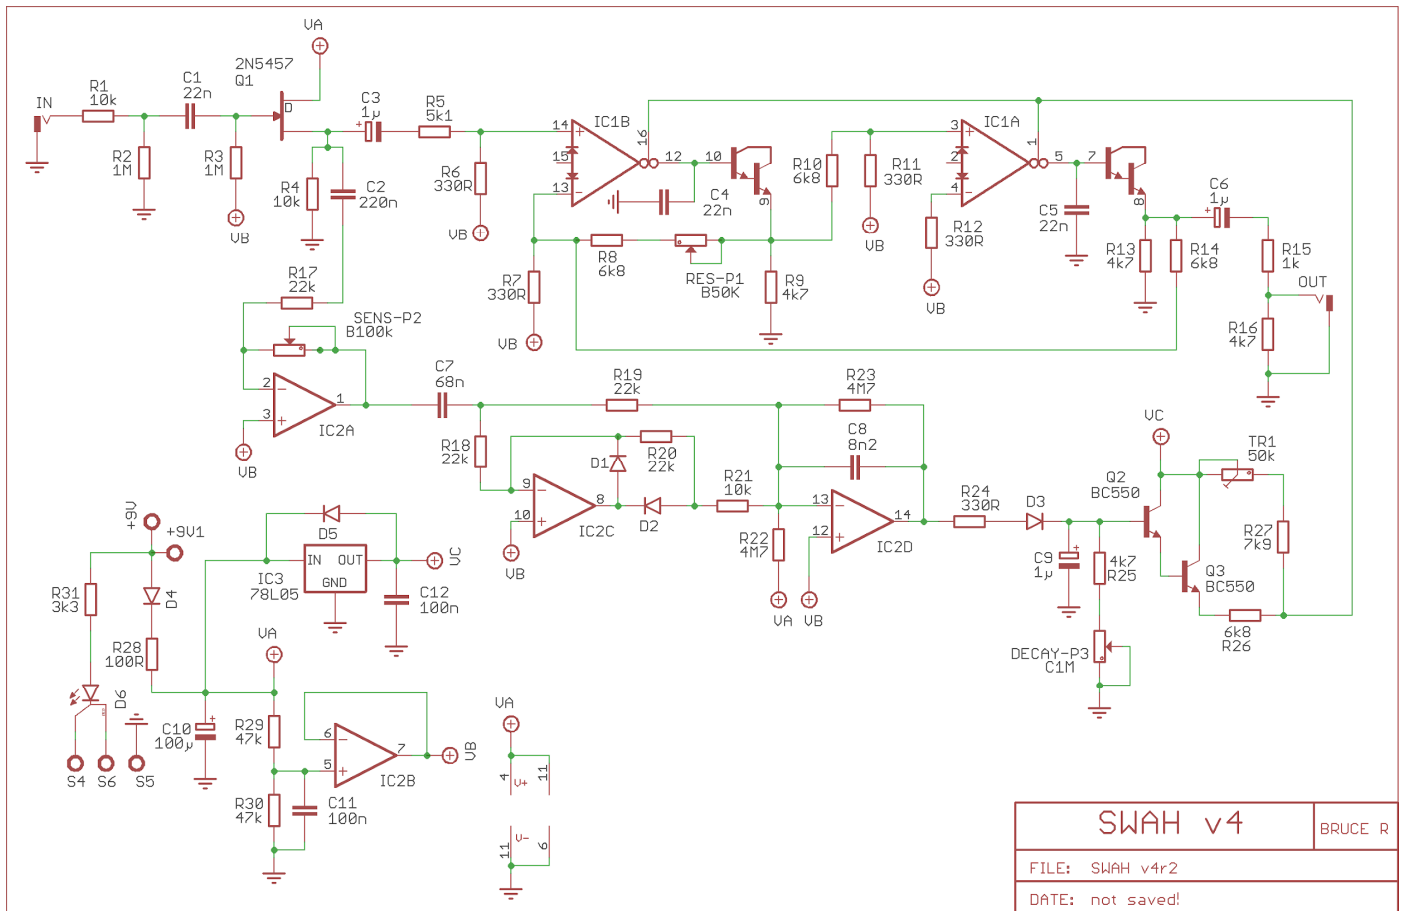 VA
2N5457
Q1
D
IN
R1
10k
C1
22n
R2
1M
R3
1M
VB
C3
1µ
+
R5
5k1
R4
10k
C2
220n
R6
330R
VB
IC1B
14
15
13
16
12
10
9
C4
22n
R7
330R
VB
R8
6k8
RES-P1
B50K
R9
4k7
R10
6k8
R11
330R
VB
IC1A
3
2
4
1
5
7
8
R12
330R
VB
C5
22n
R13
4k7
R14
6k8
C6
1µ
+
R15
1k
OUT
R16
4k7
R17
22k
SENS-P2
B100k
2
3
1
IC2A
VB
C7
68n
R18
22k
R19
22k
D1
R20
22k
9
10
8
IC2C
D2
VB
R21
10k
R22
4M7
R23
4M7
C8
8n2
13
12
14
IC2D
VA
VB
R24
330R
D3
C9
1µ
+
4k7
R25
DECAY-P3
C1M
VC
Q2
BC550
Q3
BC550
TR1
50k
R27
7k9
6k8
R26
+9V
+9V1
R31
3k3
D4
R28
100R
D6
S4
S6
S5
D5
IN
OUT
GND
IC3
78L05
VC
C12
100n
C10
100µ
+
VA
R29
47k
R30
47k
C11
100n
6
5
7
IC2B
VB
VA
4
V+
11
11
V-
6
SWAH v4
BRUCE R
FILE: SWAH v4r2
DATE: not saved!